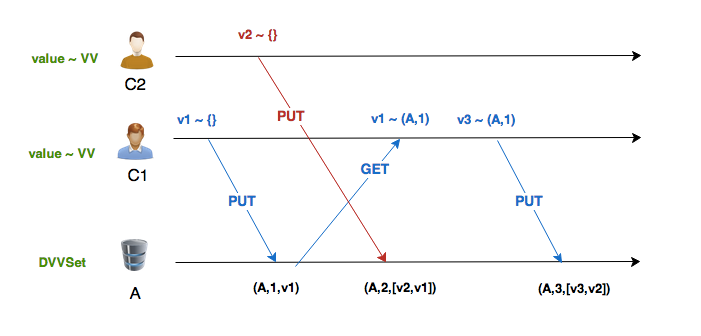 v2 ~ {}
value ~ VV
C2
PUT
v1 ~ {}
v1 ~ (A,1)
v3 ~ (A,1)
value ~ VV
C1
GET
PUT
PUT
DVVSet
A
(A,1,v1)
(A,2,[v2,v1])
(A,3,[v3,v2])